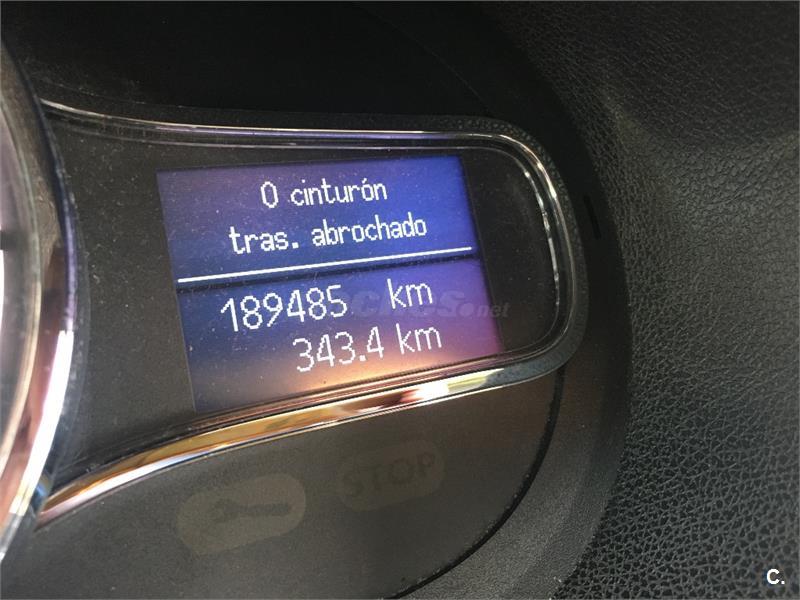 0 cinturón
tras. abrochado
189485 km
343.4 km
STOP
C.